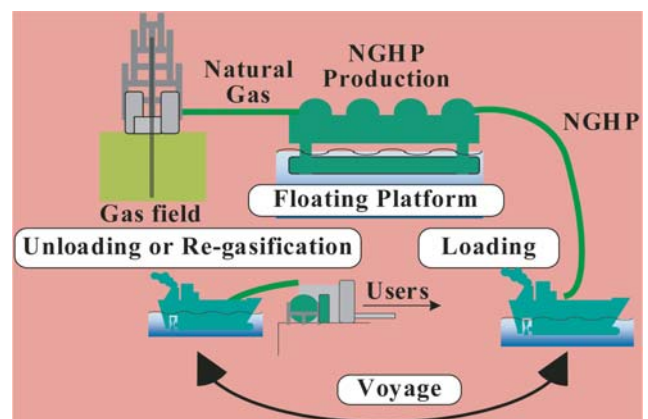 Natural
Gas
NGHP
Production
NGHP
Floating Platform
Gas field
Unloading or Re-gasification
Loading
Users
Voyage